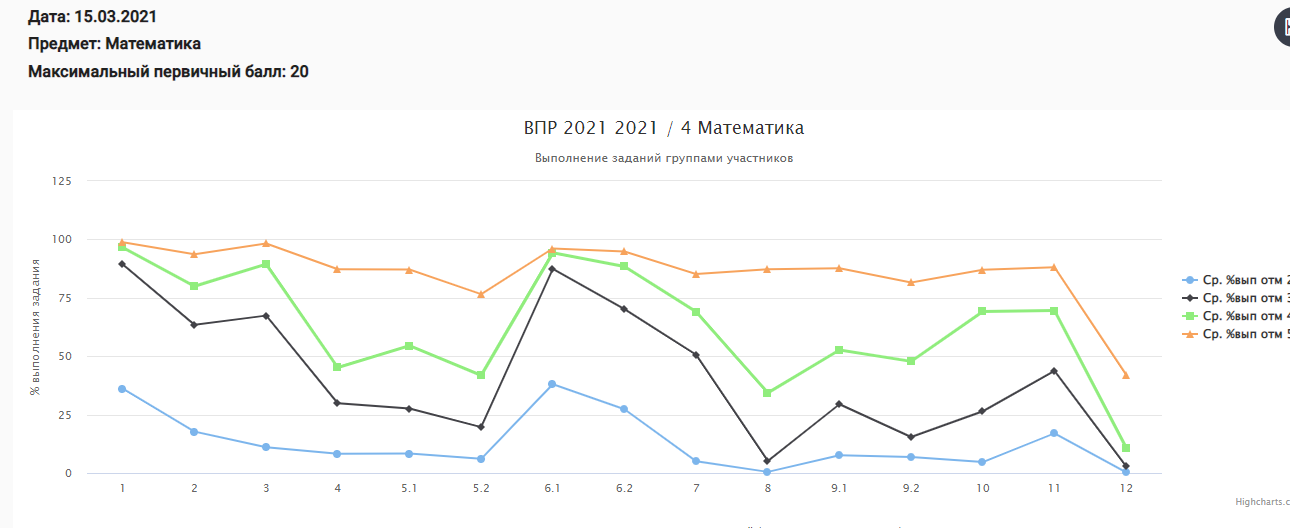 Дата: 15.03.2021
Предмет: Математика
Максимальный первичный балл: 20
ВПР 2021 2021 / 4 Математика
Выполнение заданий группами участников
% выполнения задания
125
100
75
50
25
0
1 2 3 4 5.1 5.2 6.1 6.2 7 8 9.1 9.2 10 11 12
Ср. %вып отм 2
Ср. %вып отм 3
Ср. %вып отм 4
Ср. %вып отм 5
Highcharts.c